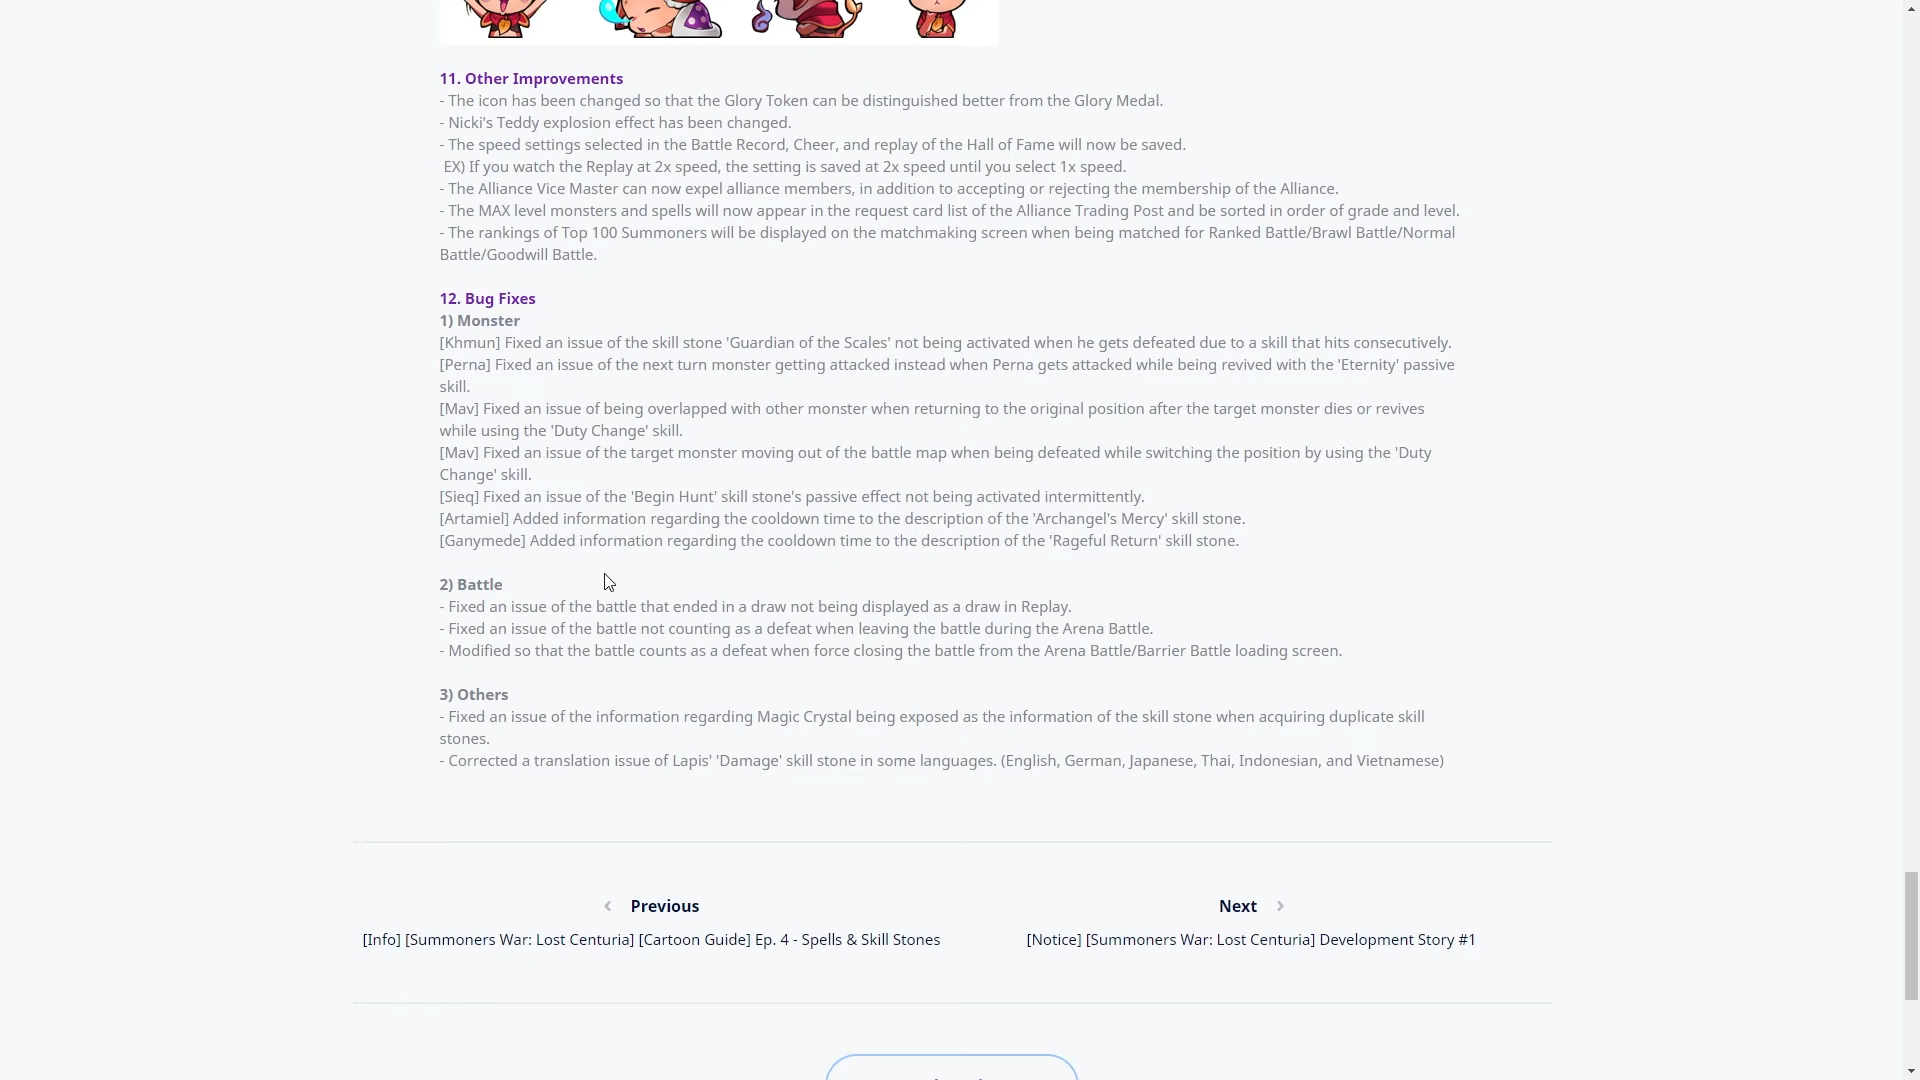 11. Other Improvements
- The icon has been changed so that the Glory Token can be distinguished better from the Glory Medal.
- Nicki's Teddy explosion effect has been changed.
- The speed settings selected in the Battle Record, Cheer, and replay of the Hall of Fame will now be saved.
EX) If you watch the Replay at 2x speed, the setting is saved at 2x speed until you select 1x speed.
- The Alliance Vice Master can now expel alliance members, in addition to accepting or rejecting the membership of the Alliance.
- The MAX level monsters and spells will now appear in the request card list of the Alliance Trading Post and be sorted in order of grade and level.
- The rankings of Top 100 Summoners will be displayed on the matchmaking screen when being matched for Ranked Battle/Brawl Battle/Normal
Battle/Goodwill Battle.
12. Bug Fixes
1) Monster
[Khmun] Fixed an issue of the skill stone 'Guardian of the Scales' not being activated when he gets defeated due to a skill that hits consecutively.
[Perna] Fixed an issue of the next turn monster getting attacked instead when Perna gets attacked while being revived with the 'Eternity' passive
skill.
[Mav] Fixed an issue of being overlapped with other monster when returning to the original position after the target monster dies or revives
while using the 'Duty Change' skill.
[Mav] Fixed an issue of the target monster moving out of the battle map when being defeated while switching the position by using the 'Duty
Change' skill.
[Sieq] Fixed an issue of the 'Begin Hunt' skill stone's passive effect not being activated intermittently.
[Artamiel] Added information regarding the cooldown time to the description of the 'Archangel's Mercy' skill stone.
[Ganymede] Added information regarding the cooldown time to the description of the 'Rageful Return' skill stone.
2) Battle
- Fixed an issue of the battle that ended in a draw not being displayed as a draw in Replay.
- Fixed an issue of the battle not counting as a defeat when leaving the battle during the Arena Battle.
- Modified so that the battle counts as a defeat when force closing the battle from the Arena Battle/Barrier Battle loading screen.
3) Others
- Fixed an issue of the information regarding Magic Crystal being exposed as the information of the skill stone when acquiring duplicate skill
stones.
- Corrected a translation issue of Lapis' 'Damage' skill stone in some languages. (English, German, Japanese, Thai, Indonesian, and Vietnamese)
Previous
[Info] [Summoners War: Lost Centuria] [Cartoon Guide] Ep. 4 - Spells & Skill Stones
Next
[Notice] [Summoners War: Lost Centuria] Development Story #1